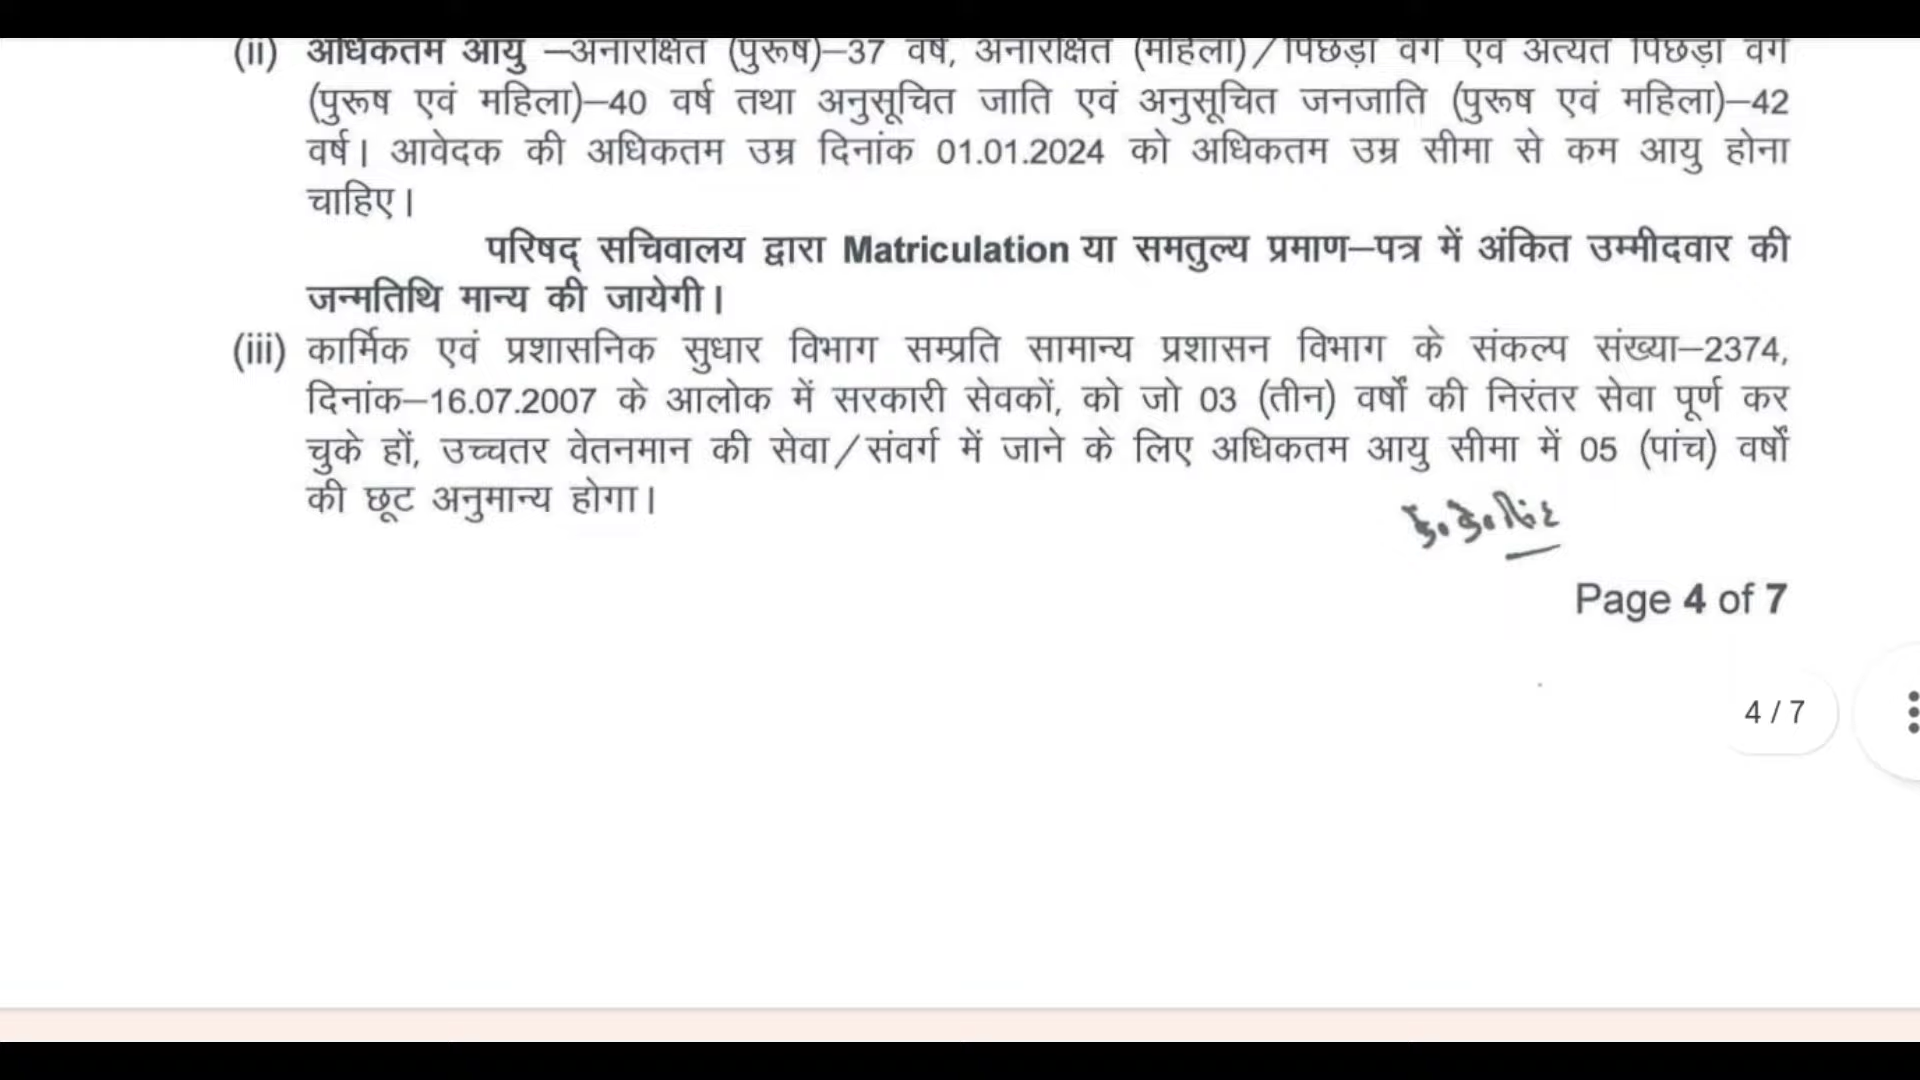 (ii) अधिकतम आयु –अनारक्षित (पुरूष)–37 वर्ष, अनारक्षित (महिला)/पिछड़ा वर्ग एवं अत्यंत पिछड़ा वर्ग
(पुरूष एवं महिला)–40 वर्ष तथा अनुसूचित जाति एवं अनुसूचित जनजाति (पुरूष एवं महिला)–42
वर्ष। आवेदक की अधिकतम उम्र दिनांक 01.01.2024 को अधिकतम उम्र सीमा से कम आयु होना
चाहिए।
परिषद् सचिवालय द्वारा Matriculation या समतुल्य प्रमाण–पत्र में अंकित उम्मीदवार की
जन्मतिथि मान्य की जायेगी।
(iii) कार्मिक एवं प्रशासनिक सुधार विभाग सम्प्रति सामान्य प्रशासन विभाग के संकल्प संख्या–2374,
दिनांक–16.07.2007 के आलोक में सरकारी सेवकों, को जो 03 (तीन) वर्षों की निरंतर सेवा पूर्ण कर
चुके हों, उच्चतर वेतनमान की सेवा/संवर्ग में जाने के लिए अधिकतम आयु सीमा में 05 (पांच) वर्षों
की छूट अनुमान्य होगा।
Page 4 of 7
4 / 7